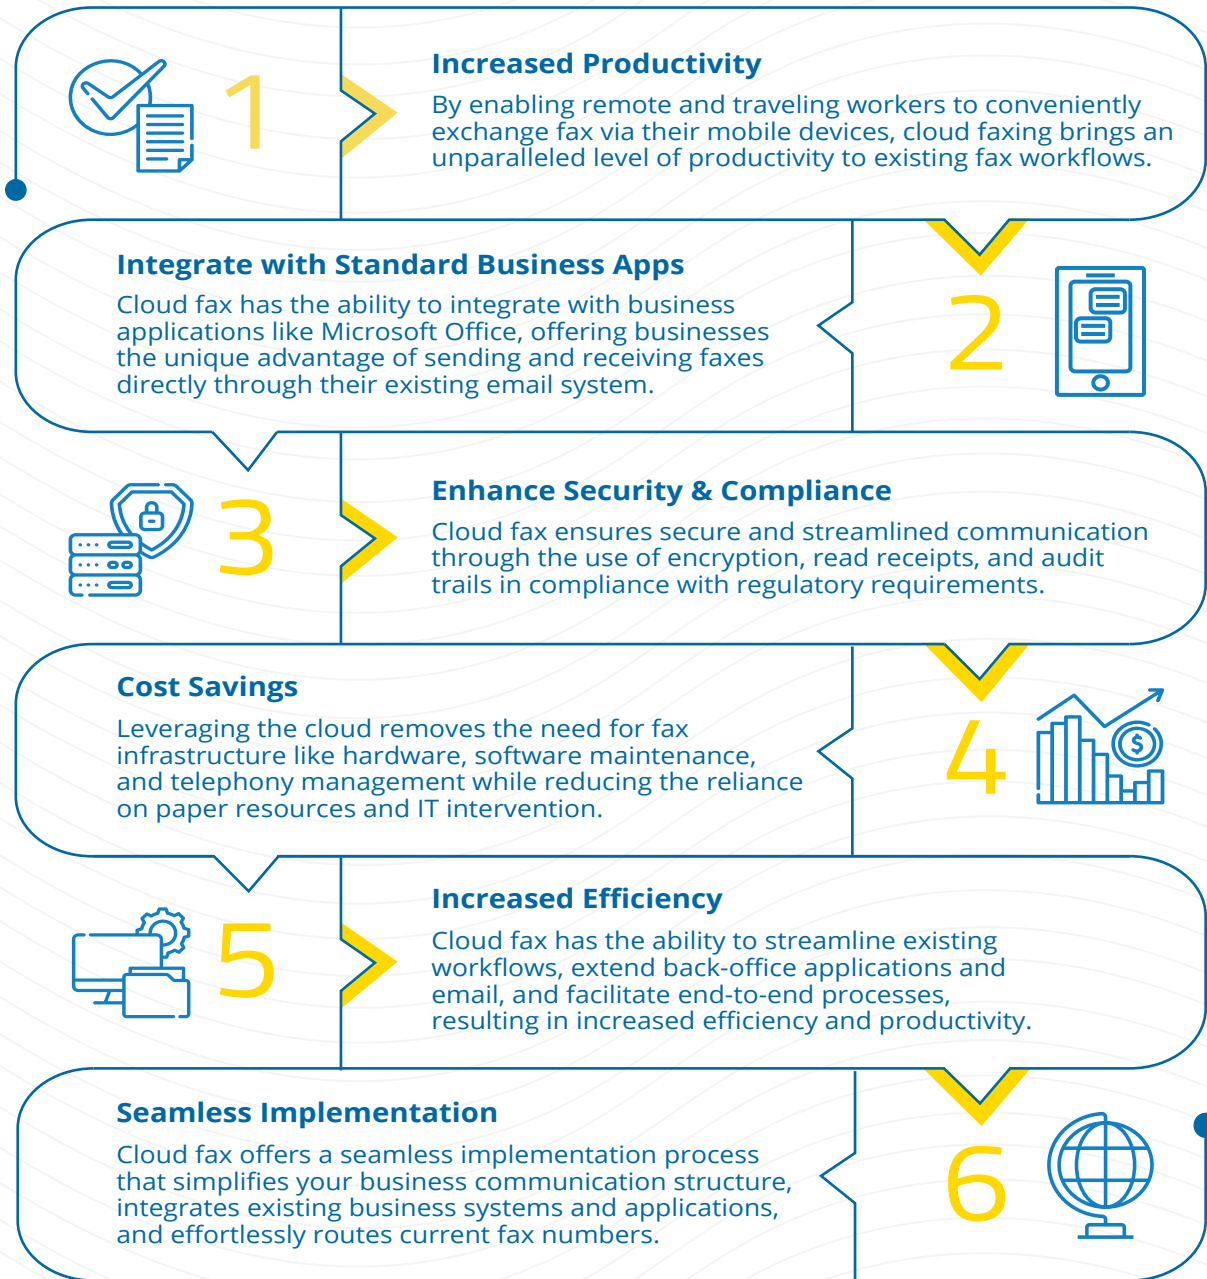 1
Increased Productivity
By enabling remote and traveling workers to conveniently
exchange fax via their mobile devices, cloud faxing brings an
unparalleled level of productivity to existing fax workflows.
Integrate with Standard Business Apps
Cloud fax has the ability to integrate with business
applications like Microsoft Office, offering businesses
the unique advantage of sending and receiving faxes
directly through their existing email system.
2
3
Enhance Security & Compliance
Cloud fax ensures secure and streamlined communication
through the use of encryption, read receipts, and audit
trails in compliance with regulatory requirements.
Cost Savings
Leveraging the cloud removes the need for fax
infrastructure like hardware, software maintenance,
and telephony management while reducing the reliance
on paper resources and IT intervention.
4
$
5
Increased Efficiency
Cloud fax has the ability to streamline existing
workflows, extend back-office applications and
email, and facilitate end-to-end processes,
resulting in increased efficiency and productivity.
Seamless Implementation
Cloud fax offers a seamless implementation process
that simplifies your business communication structure,
integrates existing business systems and applications,
and effortlessly routes current fax numbers.
6